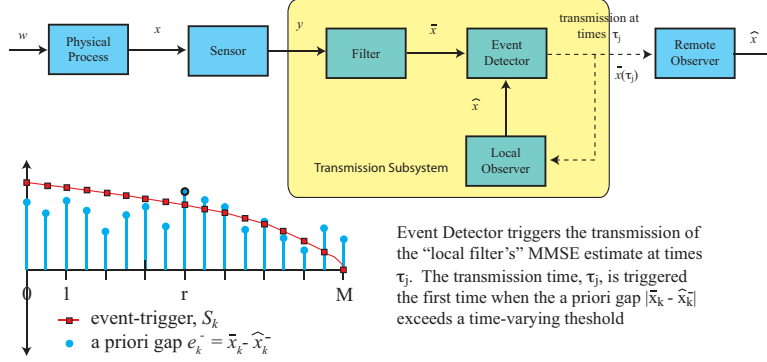 w
Physical
Process
x
Sensor
y
Filter
x̄
Event
Detector
transmission at
times τj
x̄(τj)
Remote
Observer
x̂
x̂
Local
Observer
Transmission Subsystem
0 l r M
event-trigger, Sk
a priori gap ek- = x̄k- x̂k-
Event Detector triggers the transmission of
the "local filter's" MMSE estimate at times
τj. The transmission time, τj, is triggered
the first time when the a priori gap |x̄k - x̂k-|
exceeds a time-varying theshold